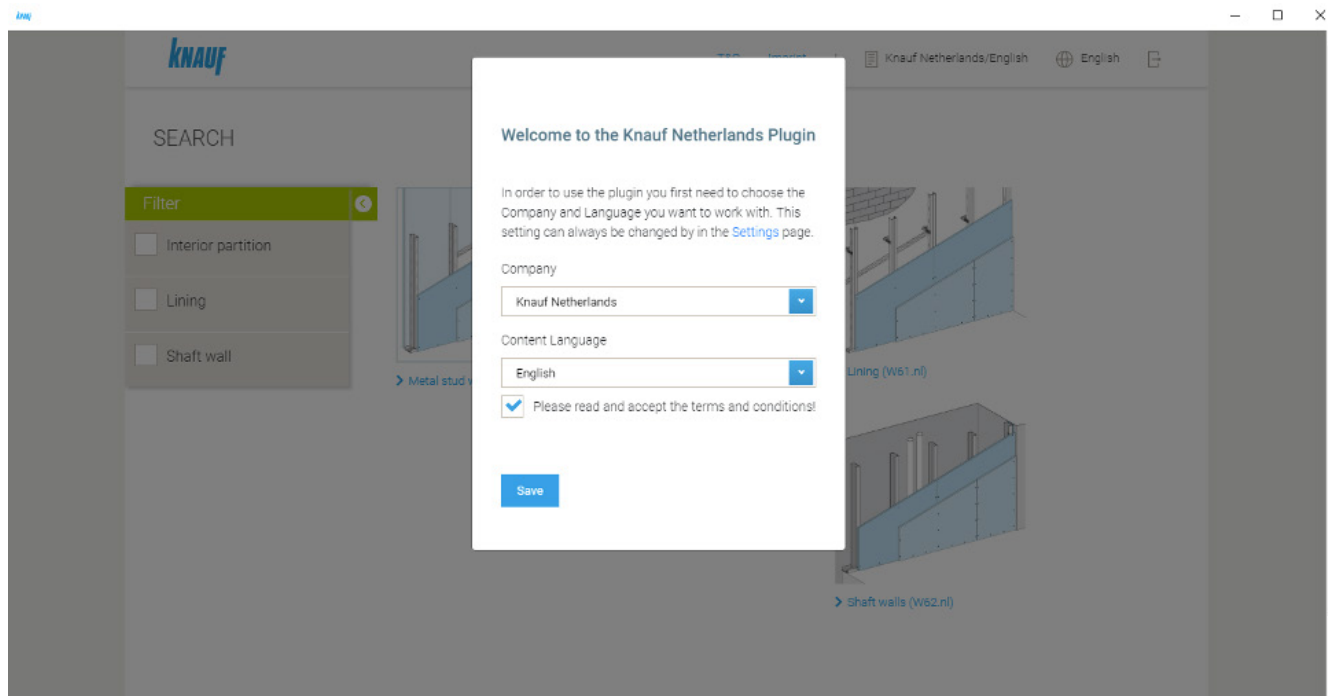 knauf
KNAUF
T&C Imprint | Knauf Netherlands/English English
SEARCH
Filter
Interior partition
Lining
Shaft wall
Metal stud
Lining (W61.nl)
Shaft walls (W62.nl)
Welcome to the Knauf Netherlands Plugin
In order to use the plugin you first need to choose the
Company and Language you want to work with. This
setting can always be changed by in the Settings page.
Company
Knauf Netherlands
Content Language
English
Please read and accept the terms and conditions!
Save